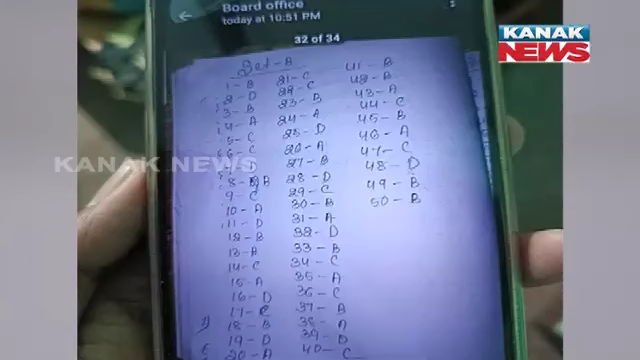 Board office
today at 10:51 PM
32 of 34
KANAK
NEWS
KANAK NEWS
Set-A
1-B
2-D
3-B
4-A
5-C
6-C
8-B
9-C
10-A
11-D
12-B
13-A
14-C
15-A
16-D
17-C
18-B
19-D
20-A
21-C
22-C
23-B
24-A
25-D
26-A
27-B
28-D
29-C
30-B
31-A
32-D
33-B
34-C
35-A
36-C
37-A
38-A
39-D
40-C
41-B
42-A
43-A
44-C
45-B
46-A
47-C
48-D
49-B
50-B